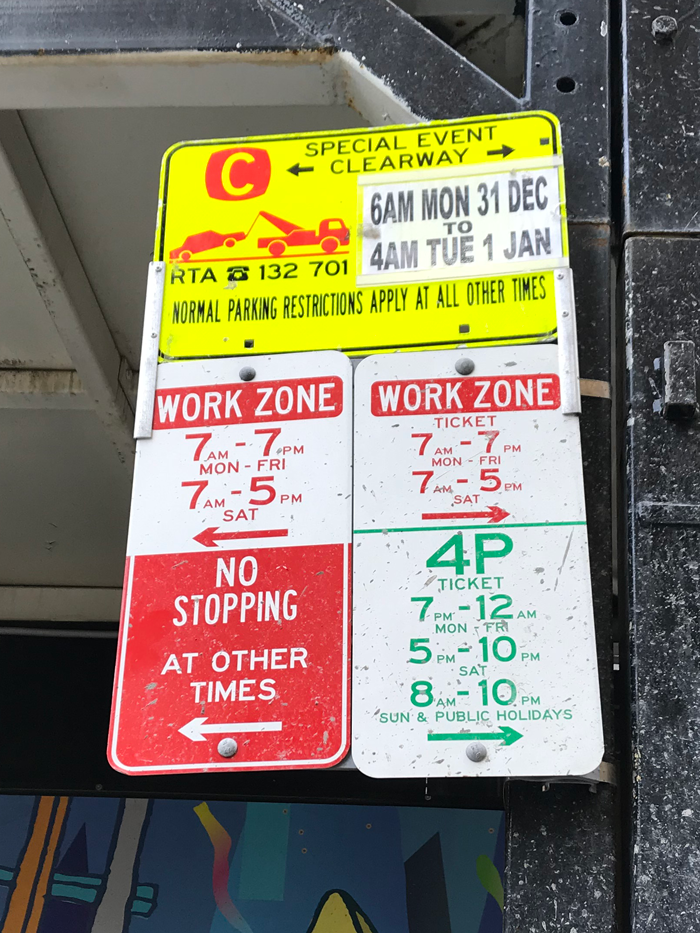 SPECIAL EVENT
C ← CLEARWAY →
6AM MON 31 DEC
TO
4AM TUE 1 JAN
RTA ☎ 132 701
NORMAL PARKING RESTRICTIONS APPLY AT ALL OTHER TIMES
WORK ZONE
7AM - 7PM
MON - FRI
7AM - 5PM
SAT
←
NO
STOPPING
AT OTHER
TIMES
←
WORK ZONE
TICKET
7AM - 7PM
MON - FRI
7AM - 5PM
SAT
→
4P
TICKET
7PM - 12AM
MON - FRI
5PM - 10PM
SAT
8AM - 10PM
SUN & PUBLIC HOLIDAYS
→